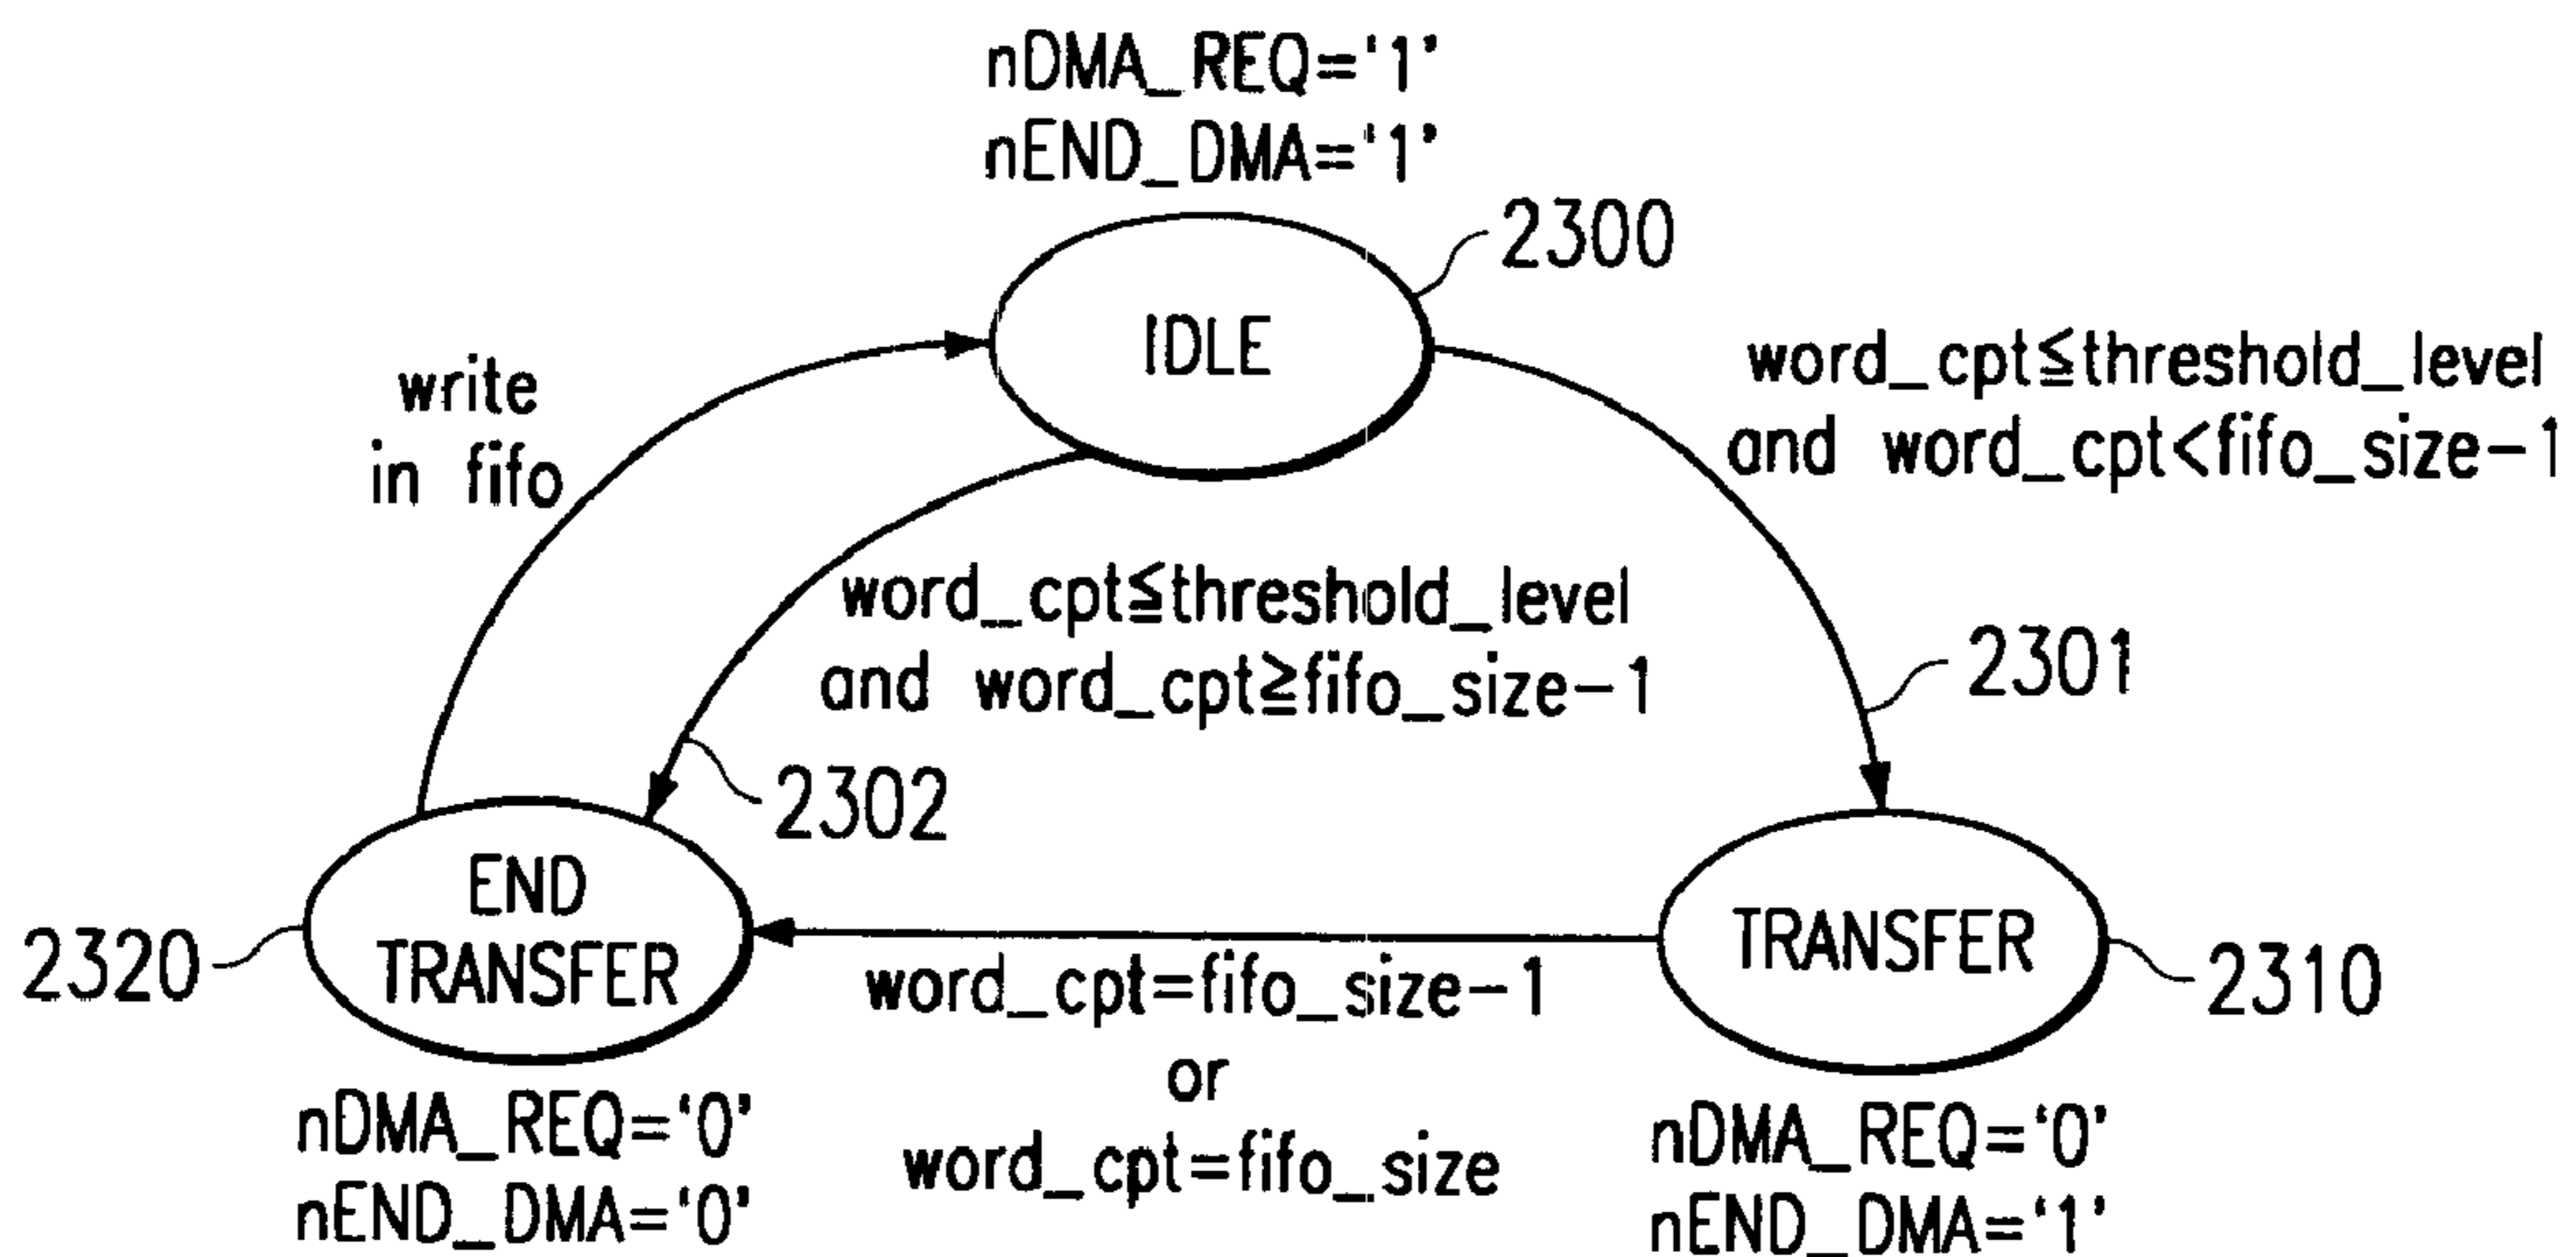 nDMA_REQ=‘1’
nEND_DMA=‘1’
2300
IDLE
write
in fifo
word_cpt≦threshold_level
and word_cpt<fifo_size-1
word_cpt≦threshold_level
and word_cpt≧fifo_size-1
2301
2302
END
TRANSFER
2320
word_cpt=fifo_size-1
or
word_cpt=fifo_size
TRANSFER
2310
nDMA_REQ=‘0’
nEND_DMA=‘0’
nDMA_REQ=‘0’
nEND_DMA=‘1’